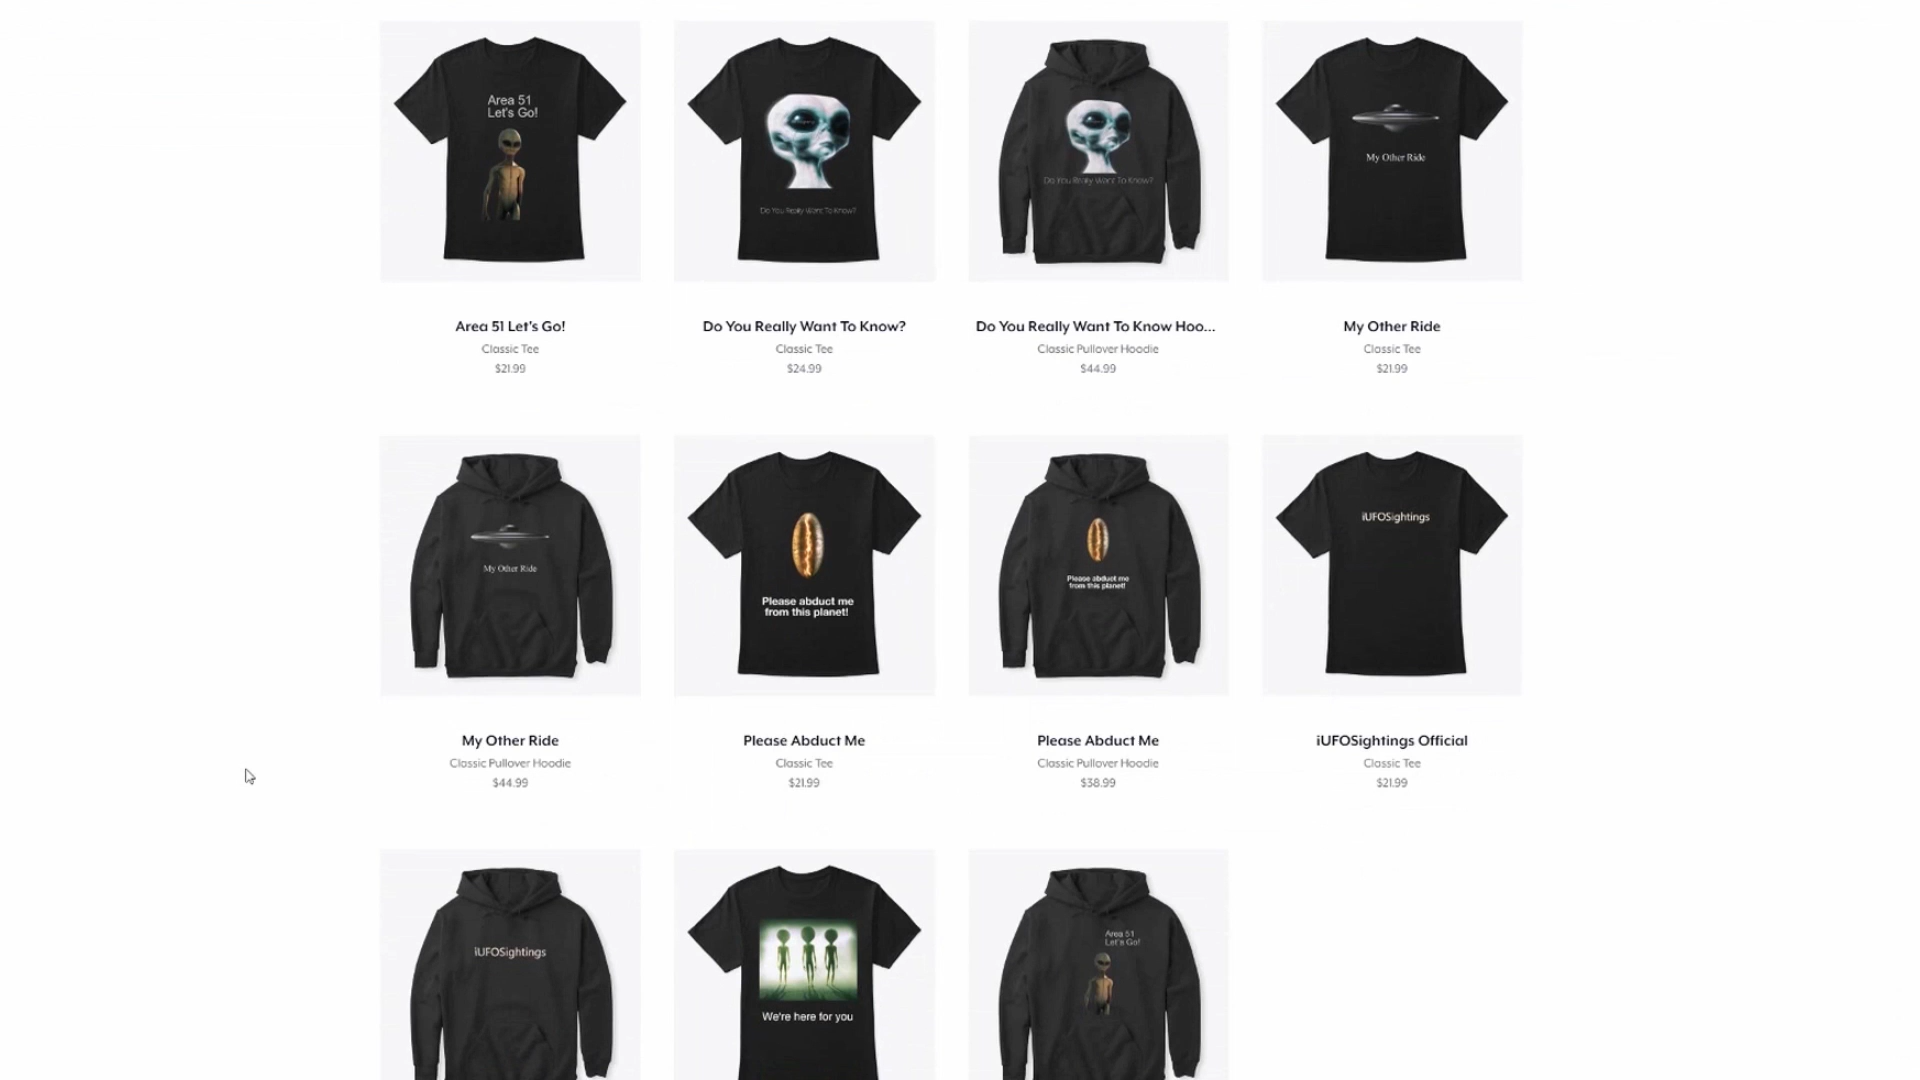 Area 51
Let's Go!
Do You Really Want To Know?
Do You Really Want To Know?
My Other Ride
Area 51 Let's Go!
Classic Tee
$21.99
Do You Really Want To Know?
Classic Tee
$24.99
Do You Really Want To Know Hoo...
Classic Pullover Hoodie
$44.99
My Other Ride
Classic Tee
$21.99
My Other Ride
Please abduct me
from this planet!
Please abduct me
from this planet!
iUFOSightings
My Other Ride
Classic Pullover Hoodie
$44.99
Please Abduct Me
Classic Tee
$21.99
Please Abduct Me
Classic Pullover Hoodie
$38.99
iUFOSightings Official
Classic Tee
$21.99
iUFOSightings
We're here for you
Area 51
Let's Go!